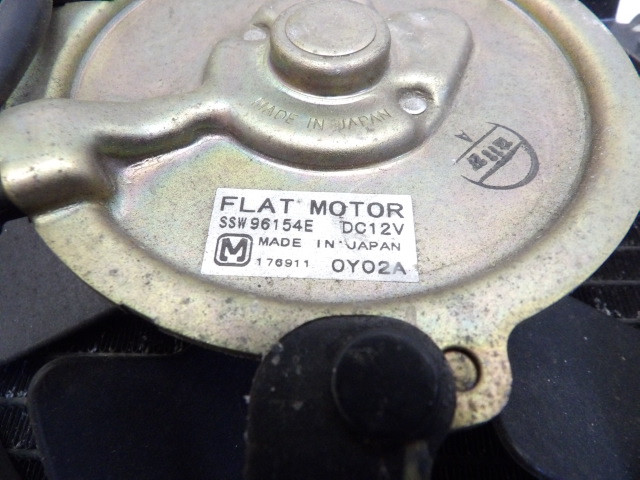 MADE IN JAPAN
A
FLAT MOTOR
SSW96154E DC12V
M MADE IN JAPAN
176911 0Y02A